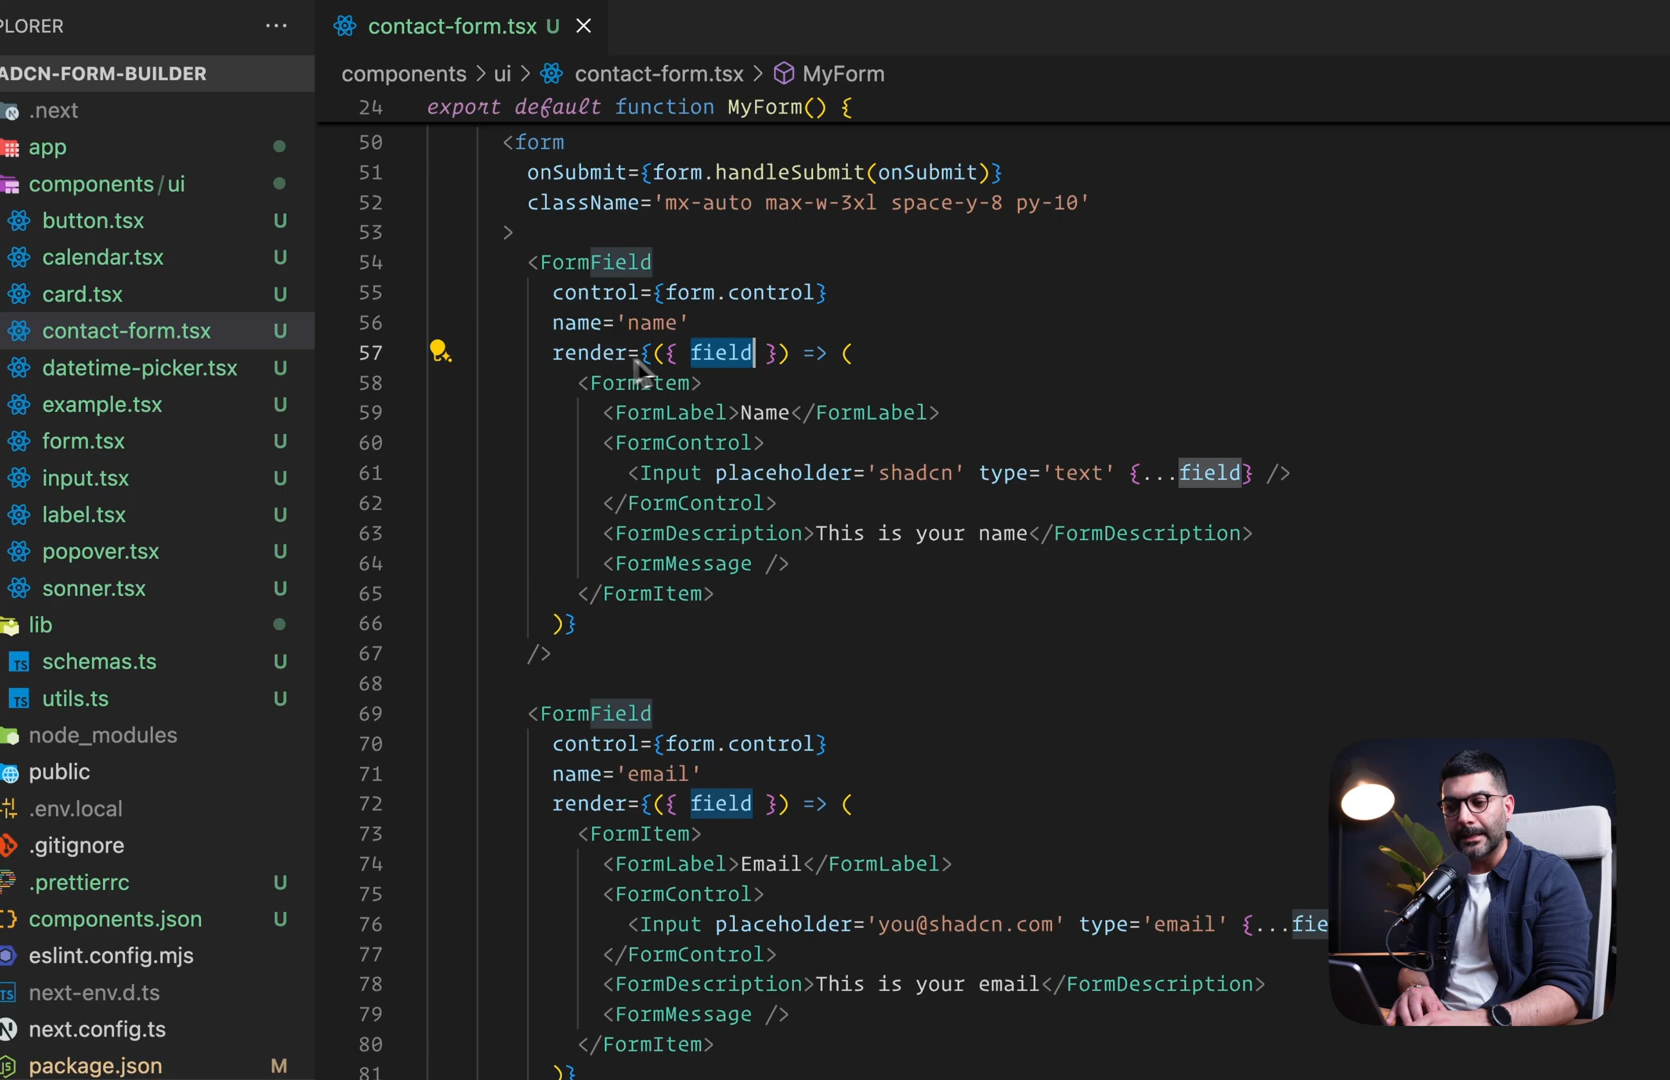 PLORER ···
ADCN-FORM-BUILDER
.next
app
components/ui
button.tsx U
calendar.tsx U
card.tsx U
contact-form.tsx U
datetime-picker.tsx U
example.tsx U
form.tsx U
input.tsx U
label.tsx U
popover.tsx U
sonner.tsx U
lib
TS schemas.ts U
TS utils.ts U
node_modules
public
.env.local
.gitignore
.prettierrc U
components.json U
eslint.config.mjs
TS next-env.d.ts
next.config.ts
package.json M
contact-form.tsx U
components > ui > contact-form.tsx > MyForm
24 export default function MyForm() {
50 <form
51 onSubmit={form.handleSubmit(onSubmit)}
52 className='mx-auto max-w-3xl space-y-8 py-10'
53 >
54 <FormField
55 control={form.control}
56 name='name'
57 render={({ field }) => (
58 <FormItem>
59 <FormLabel>Name</FormLabel>
60 <FormControl>
61 <Input placeholder='shadcn' type='text' {...field} />
62 </FormControl>
63 <FormDescription>This is your name</FormDescription>
64 <FormMessage />
65 </FormItem>
66 )}
67 />
68
69 <FormField
70 control={form.control}
71 name='email'
72 render={({ field }) => (
73 <FormItem>
74 <FormLabel>Email</FormLabel>
75 <FormControl>
76 <Input placeholder='you@shadcn.com' type='email' {...fie
77 </FormControl>
78 <FormDescription>This is your email</FormDescription>
79 <FormMessage />
80 </FormItem>
81 )}